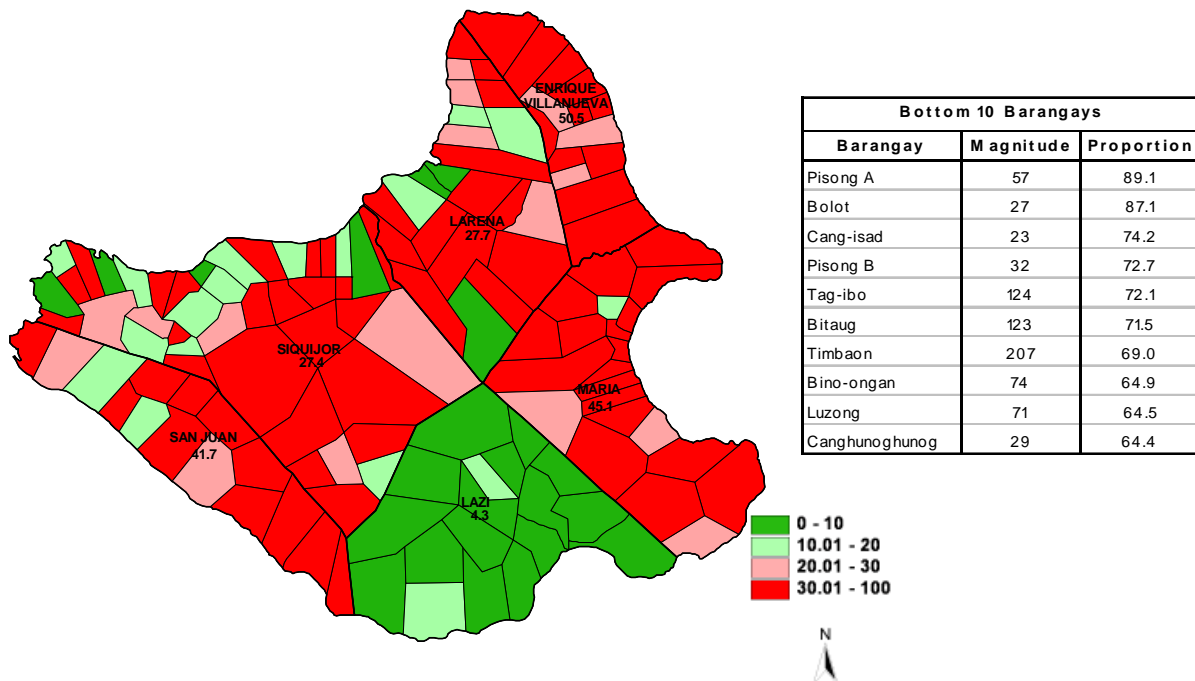 ENRIQUE
VILLANUEVA
50.5
LARENA
27.7
SIQUIJOR
27.4
MARIA
45.1
SAN JUAN
41.7
LAZI
4.3
Bottom 10 Barangays
Barangay Magnitude Proportion
Pisong A 57 89.1
Bolot 27 87.1
Cang-isad 23 74.2
Pisong B 32 72.7
Tag-ibo 124 72.1
Bitaug 123 71.5
Timbaon 207 69.0
Bino-ongan 74 64.9
Luzong 71 64.5
Canghunoghunog 29 64.4
0 - 10
10.01 - 20
20.01 - 30
30.01 - 100
N